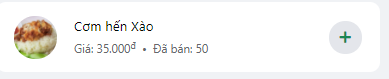 Cơm hến Xào
Giá: 35.000đ • Đã bán: 50